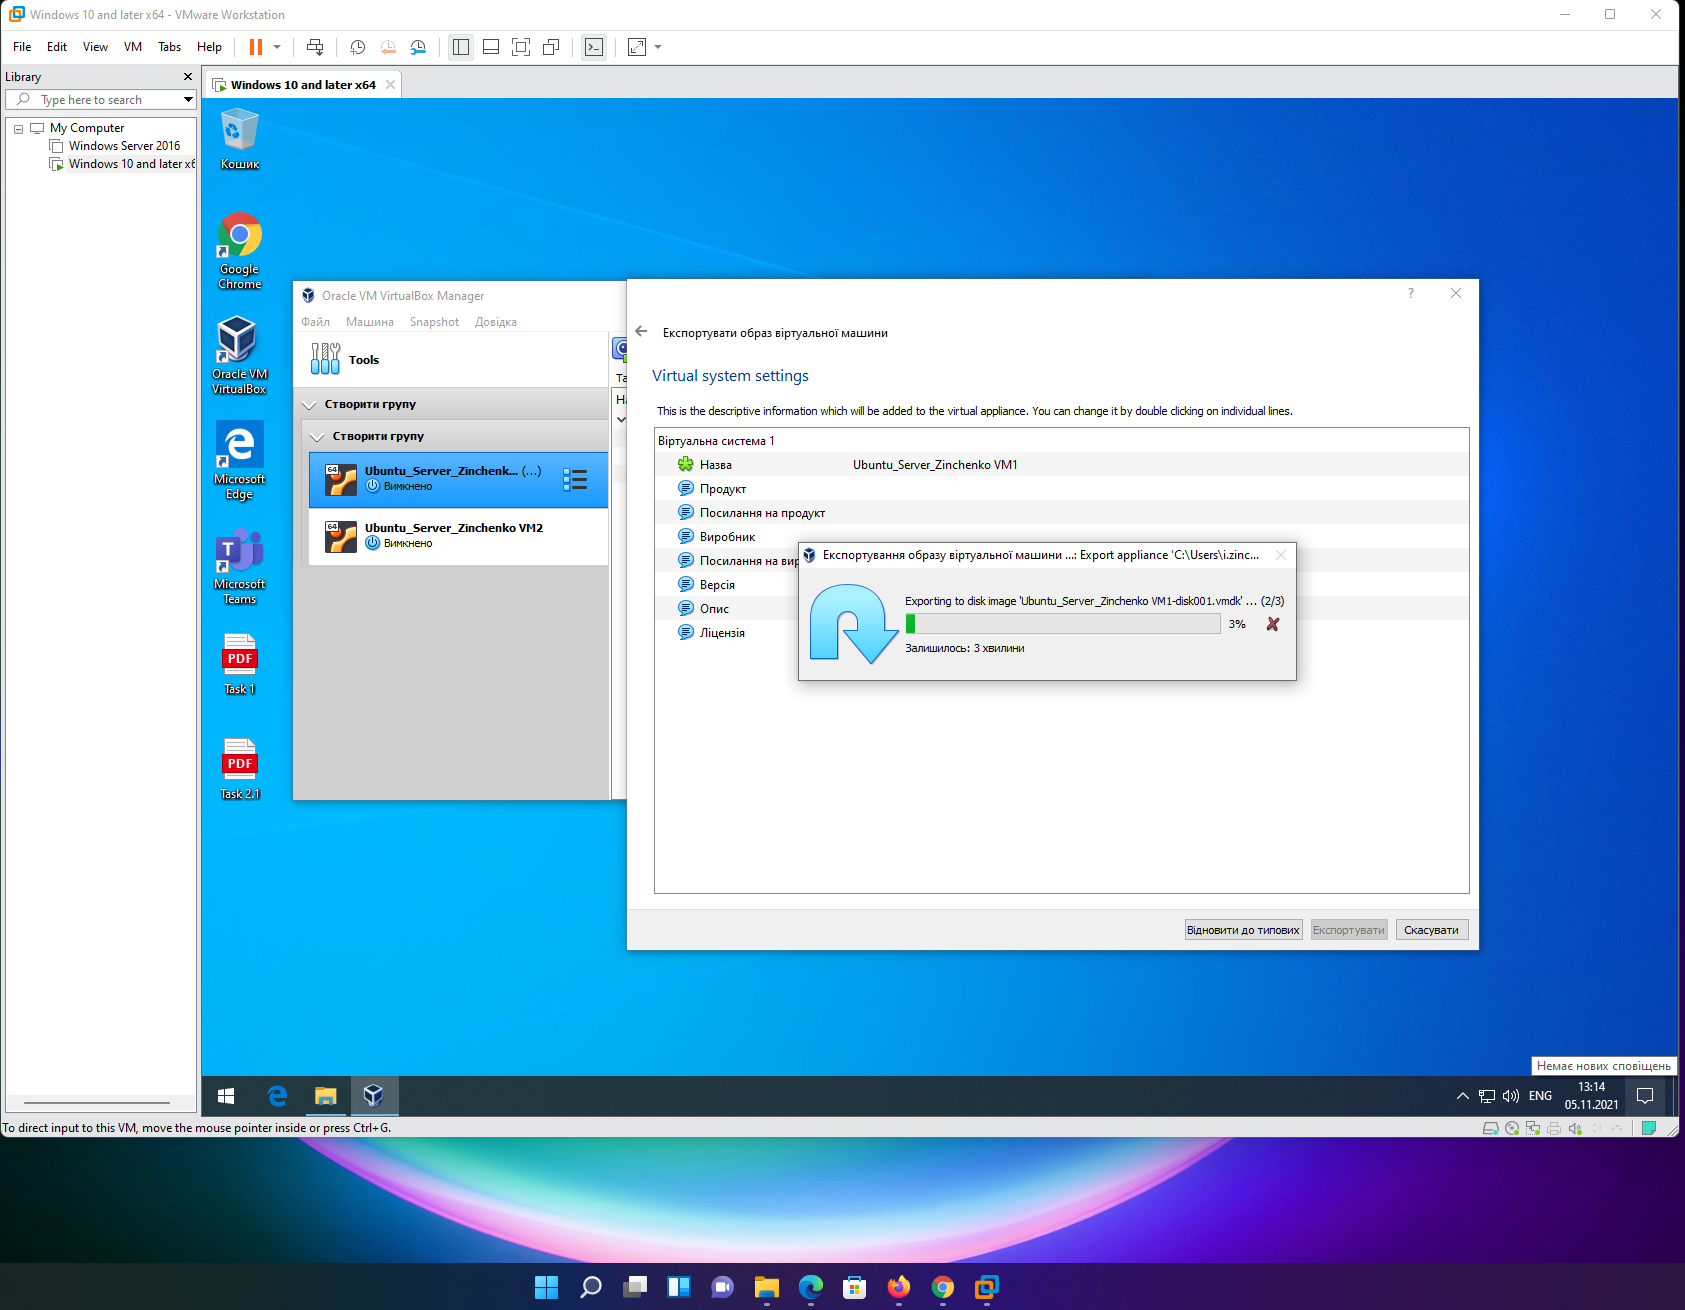 Windows 10 and later x64 - VMware Workstation
File Edit View VM Tabs Help
Library
Type here to search
My Computer
Windows Server 2016
Windows 10 and later x6
Windows 10 and later x64
Кошик
Google
Chrome
Oracle VM
VirtualBox
Microsoft
Edge
Microsoft
Teams
PDF
Task 1
PDF
Task 2.1
Oracle VM VirtualBox Manager
Файл Машина Snapshot Довідка
Tools
Створити групу
Створити групу
64
Ubuntu_Server_Zinchenk... (...)
Вимкнено
64
Ubuntu_Server_Zinchenko VM2
Вимкнено
?
Експортувати образ віртуальної машини
Virtual system settings
This is the descriptive information which will be added to the virtual appliance. You can change it by double clicking on individual lines.
Віртуальна система 1
Назва Ubuntu_Server_Zinchenko VM1
Продукт
Посилання на продукт
Виробник
Посилання на вир
Версія
Опис
Ліцензія
Експортування образу віртуальної машини ...: Export appliance 'C:\Users\i.zinc...
Exporting to disk image 'Ubuntu_Server_Zinchenko VM1-disk001.vmdk' ... (2/3)
3%
Залишилось: 3 хвилини
Відновити до типових Експортувати Скасувати
Немає нових сповіщень
ENG
13:14
05.11.2021
To direct input to this VM, move the mouse pointer inside or press Ctrl+G.